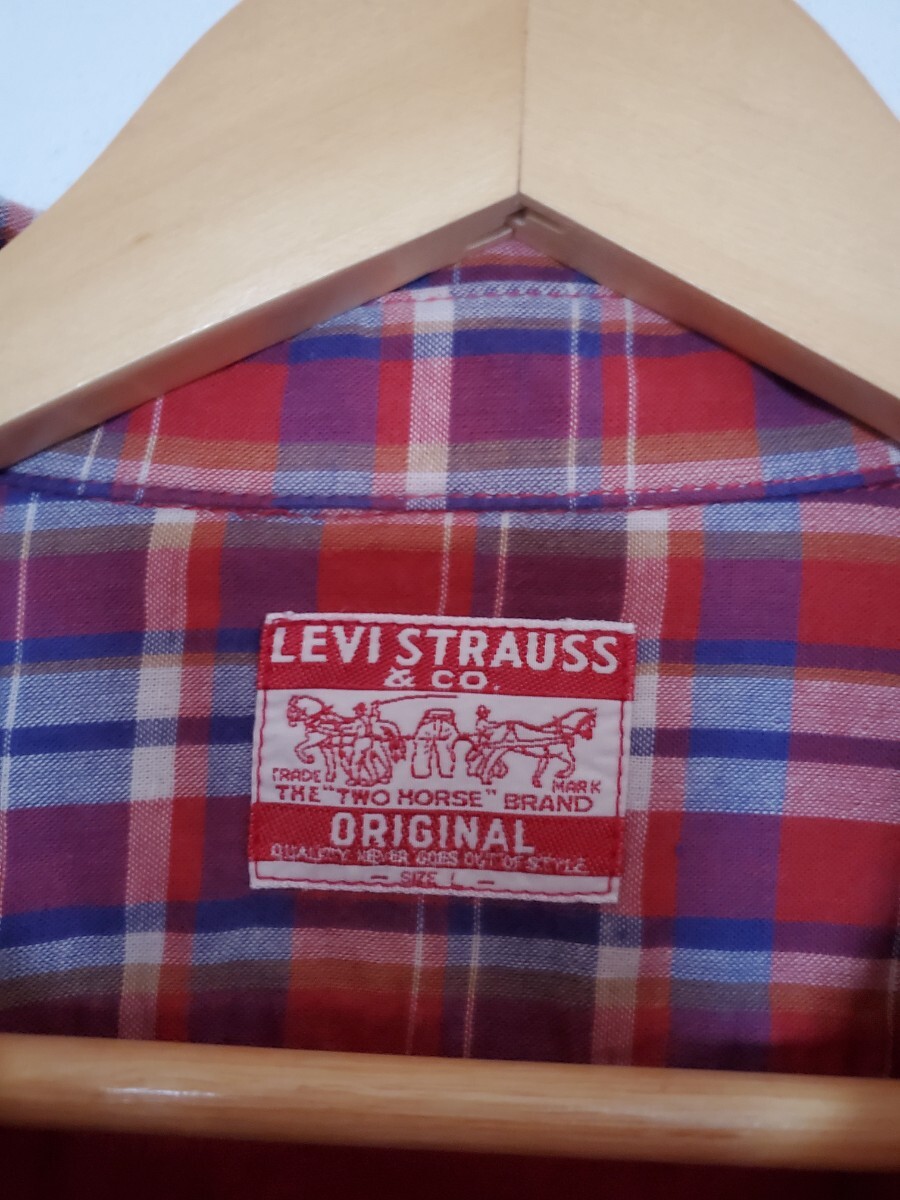 LEVI STRAUSS
& CO.
TRADE MARK
THE "TWO HORSE" BRAND
ORIGINAL
QUALITY NEVER GOES OUT OF STYLE
– SIZE L –